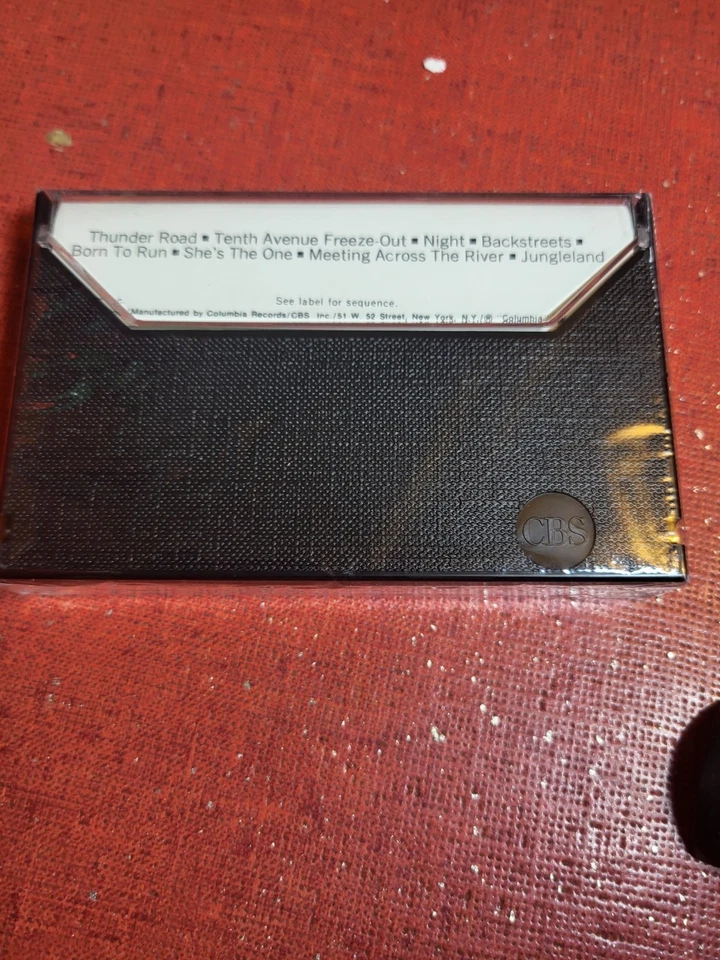 Thunder Road ▪ Tenth Avenue Freeze-Out ▪ Night ▪ Backstreets ▪
Born To Run ▪ She's The One ▪ Meeting Across The River ▪ Jungleland
See label for sequence.
Manufactured by Columbia Records/CBS Inc./51 W. 52 Street, New York, N.Y./℗ "Columbia
CBS